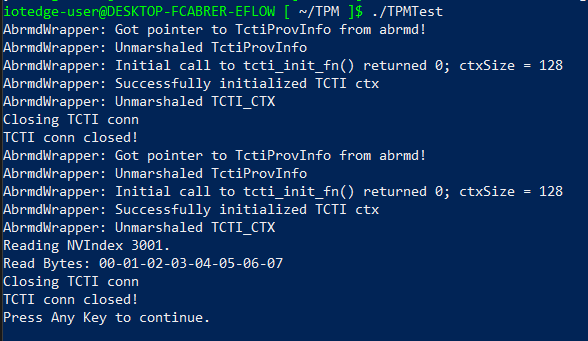 iotedge-user@DESKTOP-FCABRER-EFLOW [ ~/TPM ]$ ./TPMTest
AbrmdWrapper: Got pointer to TctiProvInfo from abrmd!
AbrmdWrapper: Unmarshaled TctiProvInfo
AbrmdWrapper: Initial call to tcti_init_fn() returned 0; ctxSize = 128
AbrmdWrapper: Successfully initialized TCTI ctx
AbrmdWrapper: Unmarshaled TCTI_CTX
Closing TCTI conn
TCTI conn closed!
AbrmdWrapper: Got pointer to TctiProvInfo from abrmd!
AbrmdWrapper: Unmarshaled TctiProvInfo
AbrmdWrapper: Initial call to tcti_init_fn() returned 0; ctxSize = 128
AbrmdWrapper: Successfully initialized TCTI ctx
AbrmdWrapper: Unmarshaled TCTI_CTX
Reading NVIndex 3001.
Read Bytes: 00-01-02-03-04-05-06-07
Closing TCTI conn
TCTI conn closed!
Press Any Key to continue.